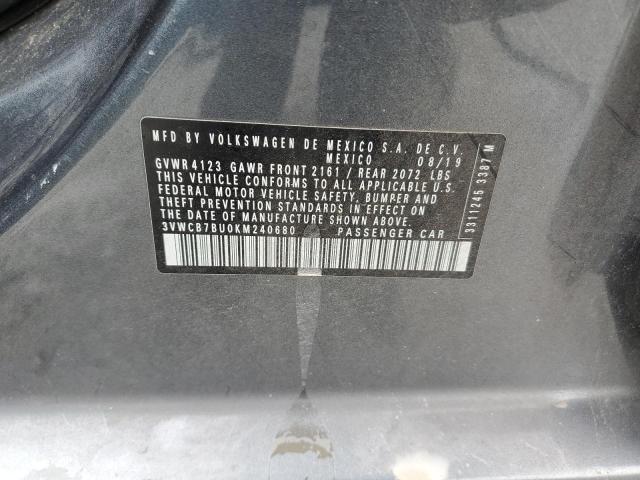 MFD BY VOLKSWAGEN DE MEXICO S.A. DE C.V.
MEXICO 08/19
GVWR 4123 GAWR FRONT 2161 / REAR 2072 LBS
THIS VEHICLE CONFORMS TO ALL APPLICABLE U.S.
FEDERAL MOTOR VEHICLE SAFETY, BUMPER AND
THEFT PREVENTION STANDARDS IN EFFECT ON
THE DATE OF MANUFACTURE SHOWN ABOVE.
3VWCB7BU0KM240680 PASSENGER CAR
3311245 3387 M